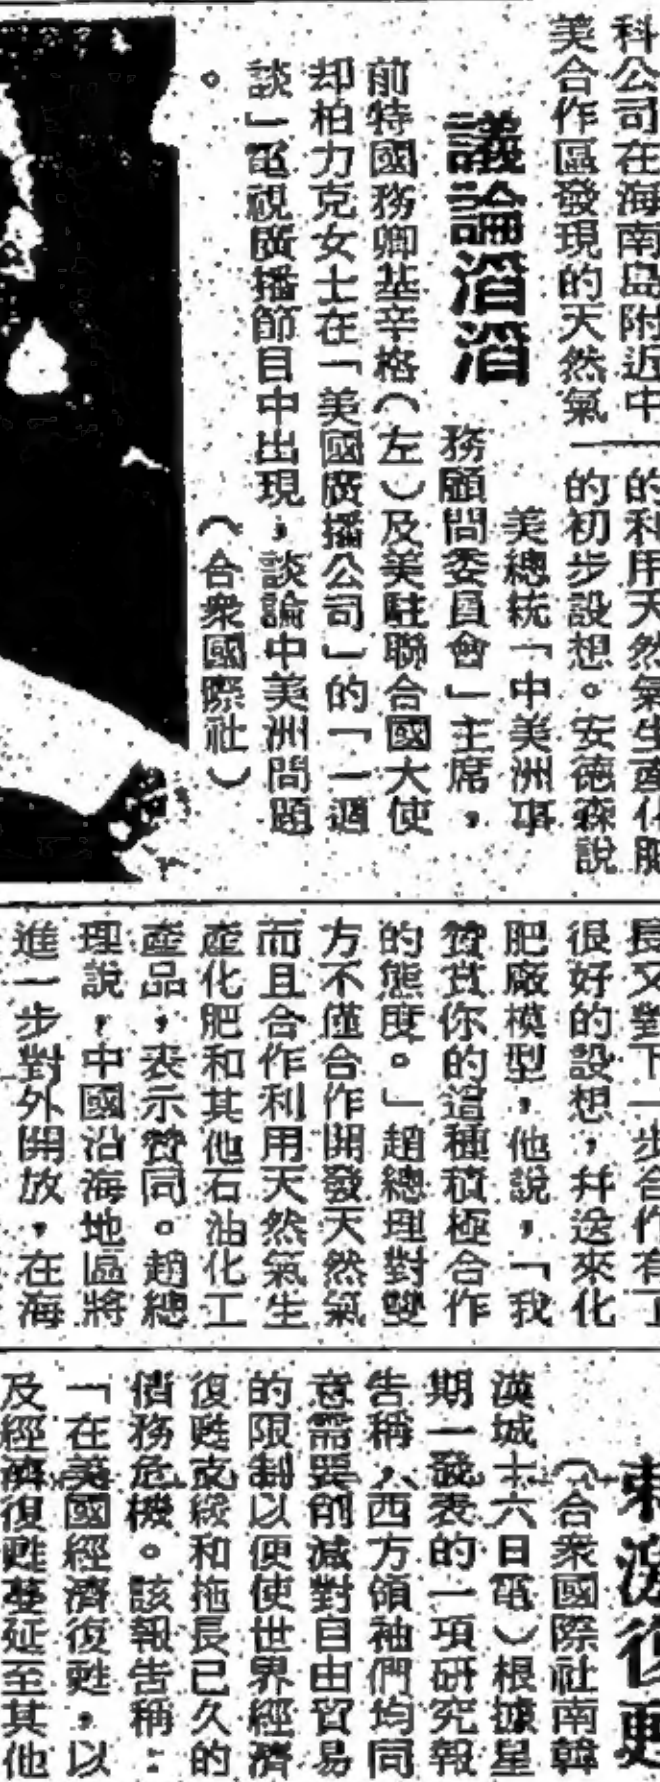 科公司在海南島附近中
美合作區發現的天然氣
的利用天然氣生產化肥
的初步設想。安德森說
議論滔滔
美總統「中美洲事
務顧問委員會」主席，
前特國務卿基辛格（左）及美駐聯合國大使
却柏力克女士在「美國廣播公司」的「一週
談」電視廣播節目中出現，談論中美洲問題
。
（合衆國際社）
長又對下一步合作有了
很好的設想，并送來化
肥廠模型，他說，「我
贊賞你的這種積極合作
的態度。」趙總理對雙
方不僅合作開發天然氣
而且合作利用天然氣生
產化肥和其他石油化工
產品，表示贊同。趙總
理說，中國沿海地區將
進一步對外開放，在海
（合衆國際社南韓
漢城十六日電）根據星
期一發表的一項研究報
告稱，西方領袖們均同
意需要削減對自由貿易
的限制以便使世界經濟
復甦和緩和拖長已久的
債務危機。該報告稱：
「在美國經濟復甦，以
及經濟復甦蔓延至其他